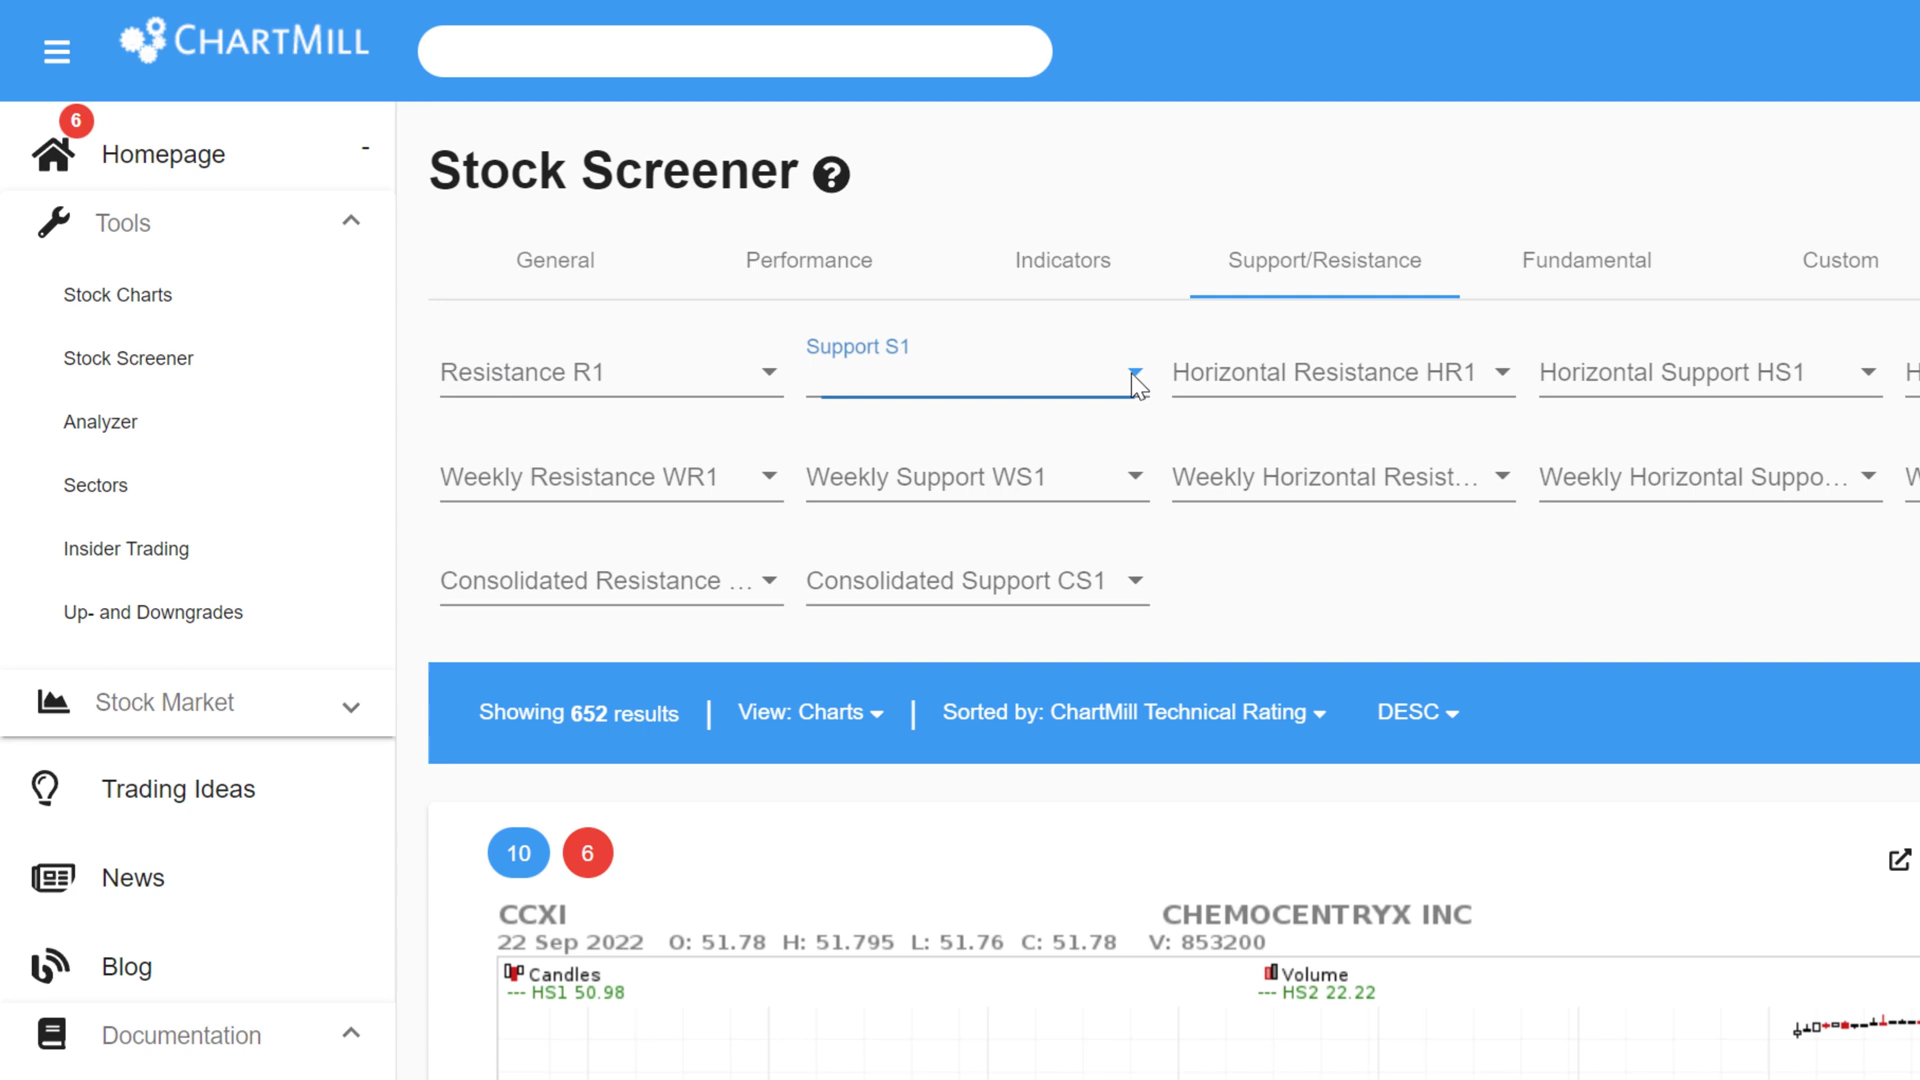 CHARTMILL
6
Homepage -
Tools
Stock Charts
Stock Screener
Analyzer
Sectors
Insider Trading
Up- and Downgrades
Stock Market
Trading Ideas
News
Blog
Documentation
Stock Screener ?
General Performance Indicators Support/Resistance Fundamental Custom
Resistance R1 Support S1 Horizontal Resistance HR1 Horizontal Support HS1 H
Weekly Resistance WR1 Weekly Support WS1 Weekly Horizontal Resist... Weekly Horizontal Suppo... W
Consolidated Resistance ... Consolidated Support CS1
Showing 652 results | View: Charts | Sorted by: ChartMill Technical Rating DESC
10 6
CCXI CHEMOCENTRYX INC
22 Sep 2022 O: 51.78 H: 51.795 L: 51.76 C: 51.78 V: 853200
Candles Volume
--- HS1 50.98 --- HS2 22.22